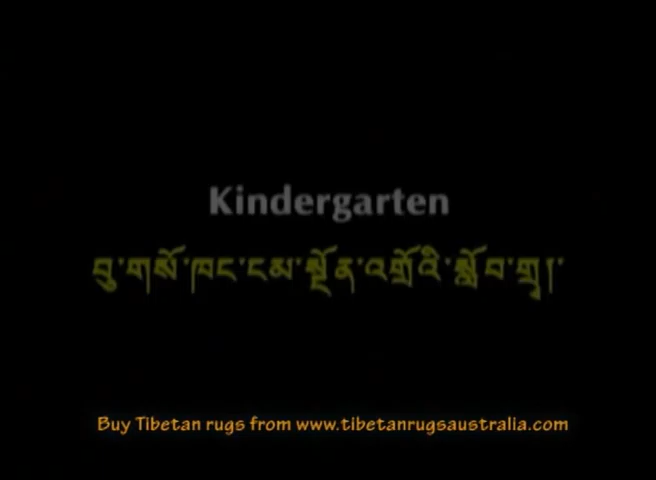 Kindergarten
བུ་གསོ་ཁང་ངམ་སྔོན་འགྲོའི་སློབ་གྲྭ།་
Buy Tibetan rugs from www.tibetanrugsaustralia.com